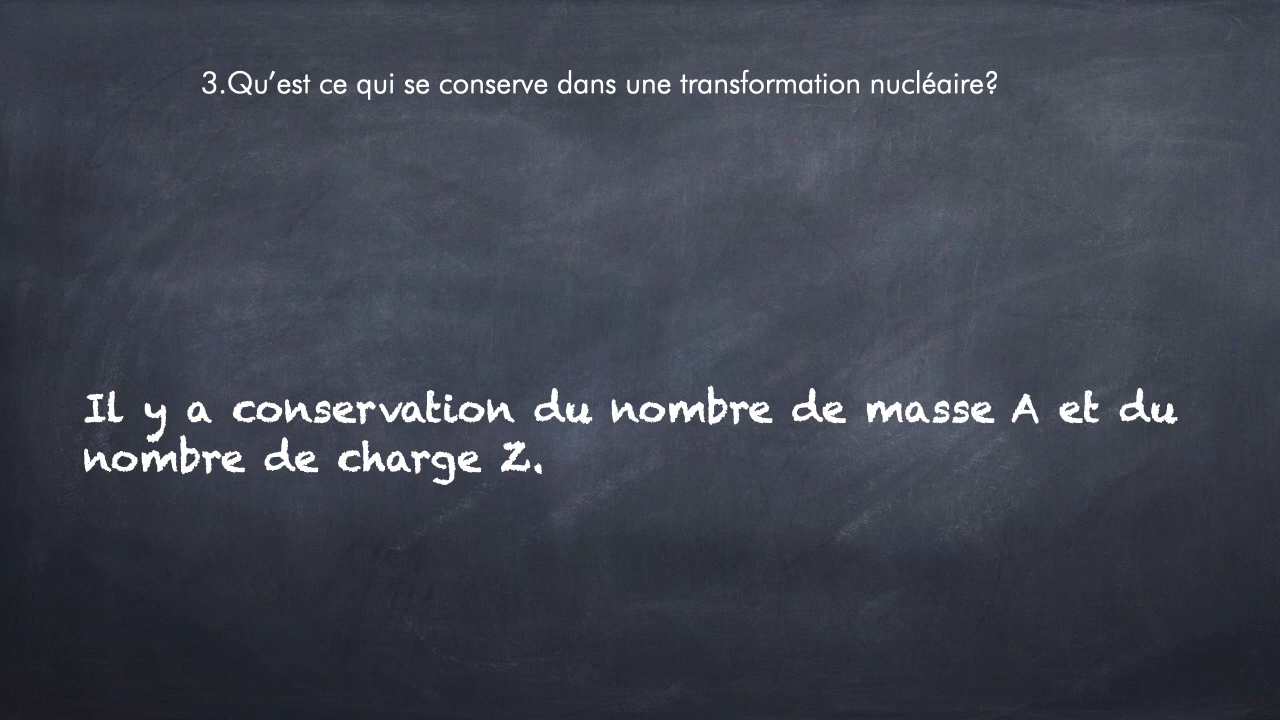 3.Qu’est ce qui se conserve dans une transformation nucléaire?
Il y a conservation du nombre de masse A et du
nombre de charge Z.